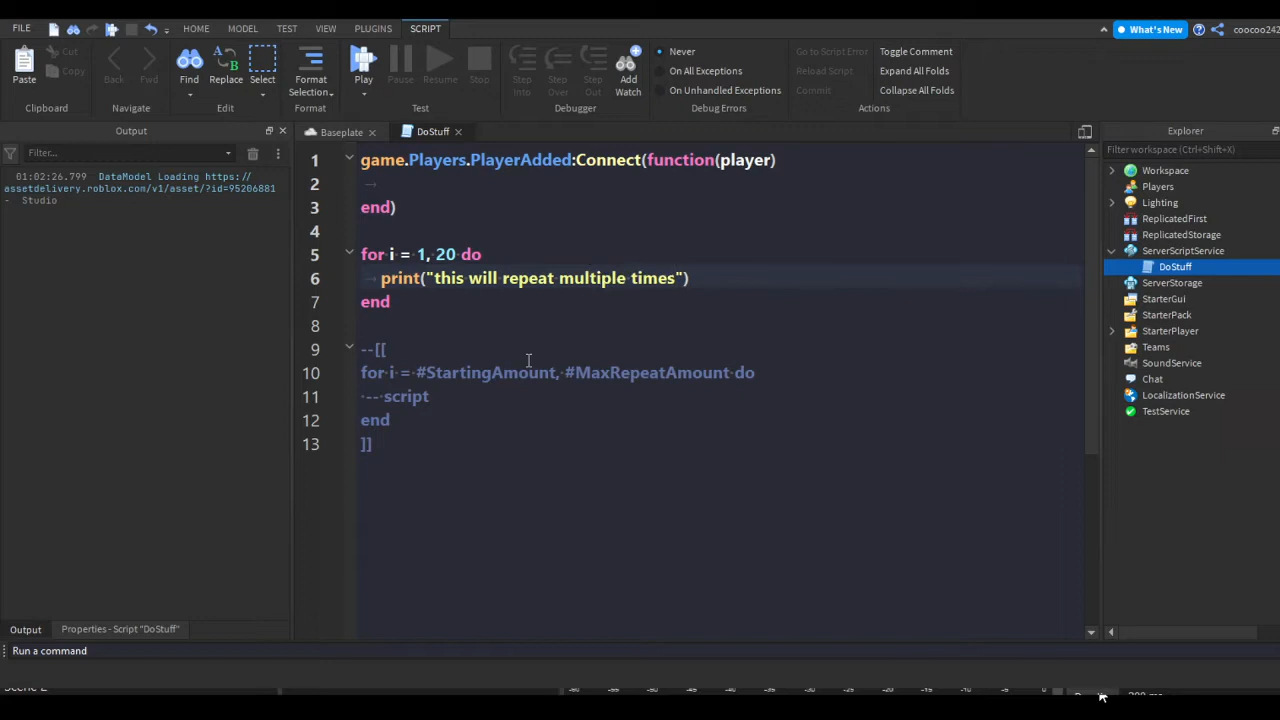 FILE HOME MODEL TEST VIEW PLUGINS SCRIPT What's New coocoo242
Paste Cut Copy Back Fwd Find Replace Select Format Selection Play Pause Resume Stop Step Into Step Over Step Out Add Watch
Never Toggle Comment
On All Exceptions Go to Script Error Expand All Folds
On Unhandled Exceptions Reload Script Collapse All Folds
Commit
Clipboard Navigate Edit Format Test Debugger Debug Errors Actions
Output Baseplate DoStuff Explorer
Filter...
01:02:26.799 DataModel Loading https://
assetdelivery.roblox.com/v1/asset/?id=95206881
- Studio
1 game.Players.PlayerAdded:Connect(function(player)
2
3 end)
4
5 for i = 1, 20 do
6 print("this will repeat multiple times")
7 end
8
9 --[[
10 for i = #StartingAmount, #MaxRepeatAmount do
11 -- script
12 end
13 ]]
Filter workspace (Ctrl+Shift+X)
Workspace
Players
Lighting
ReplicatedFirst
ReplicatedStorage
ServerScriptService
DoStuff
ServerStorage
StarterGui
StarterPack
StarterPlayer
Teams
SoundService
Chat
LocalizationService
TestService
Output Properties - Script "DoStuff"
Run a command